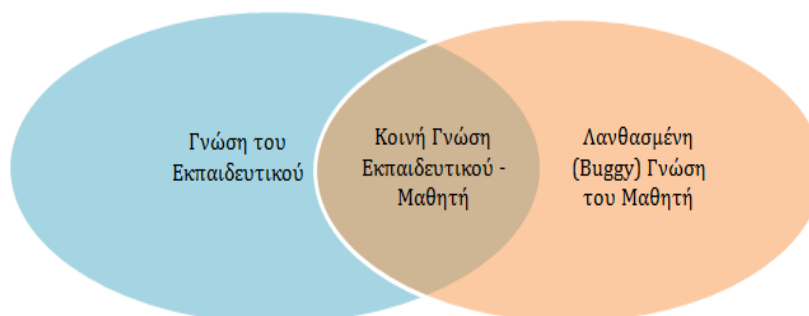 Γνώση του
Εκπαιδευτικού
Κοινή Γνώση
Εκπαιδευτικού -
Μαθητή
Λανθασμένη
(Buggy) Γνώση
του Μαθητή